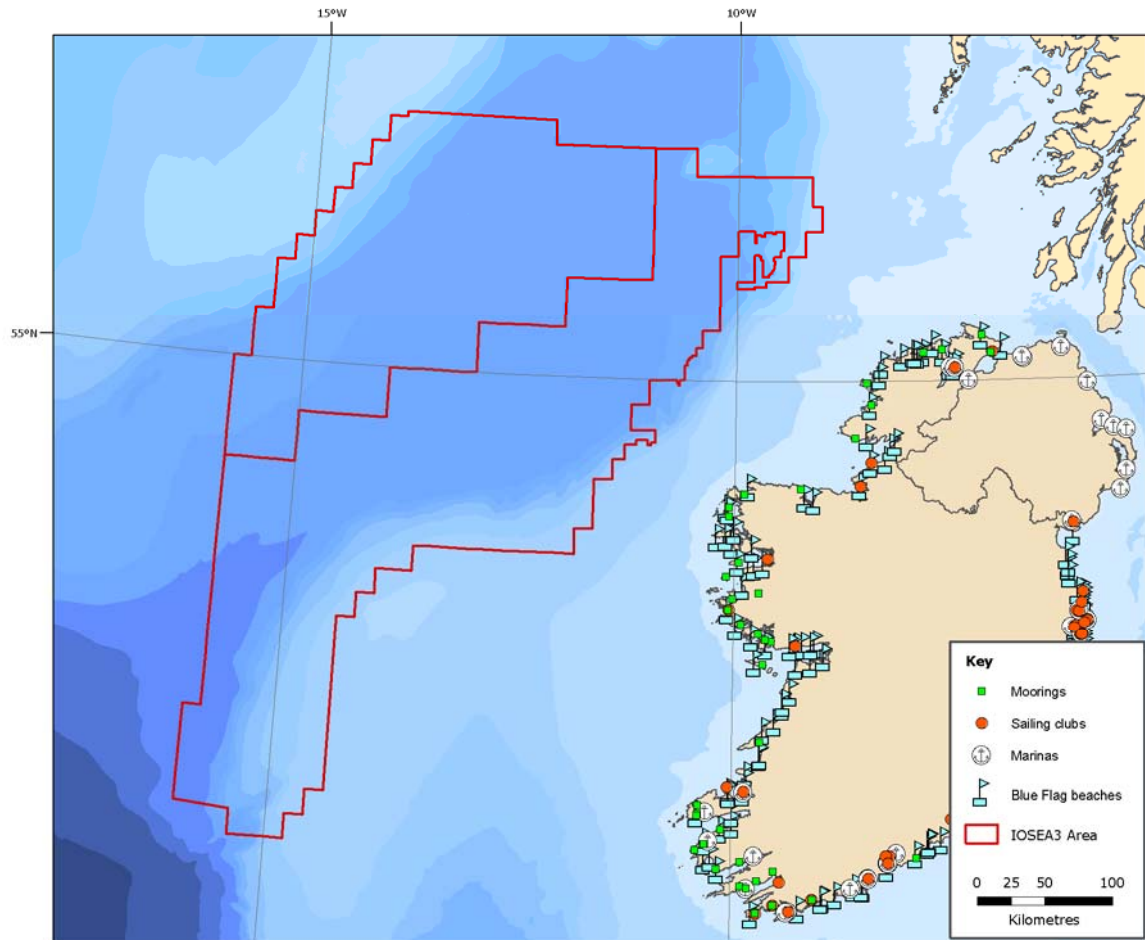 15°W
10°W
55°N
Key
Moorings
Sailing clubs
Marinas
Blue Flag beaches
IOSEA3 Area
0 25 50 100
Kilometres